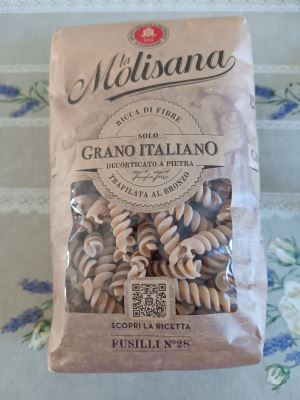 la
Molisana
RICCA DI FIBRE
SOLO
GRANO ITALIANO
DECORTICATO A PIETRA
TRAFILATA AL BRONZO
SCOPRI LA RICETTA
FUSILLI N°28